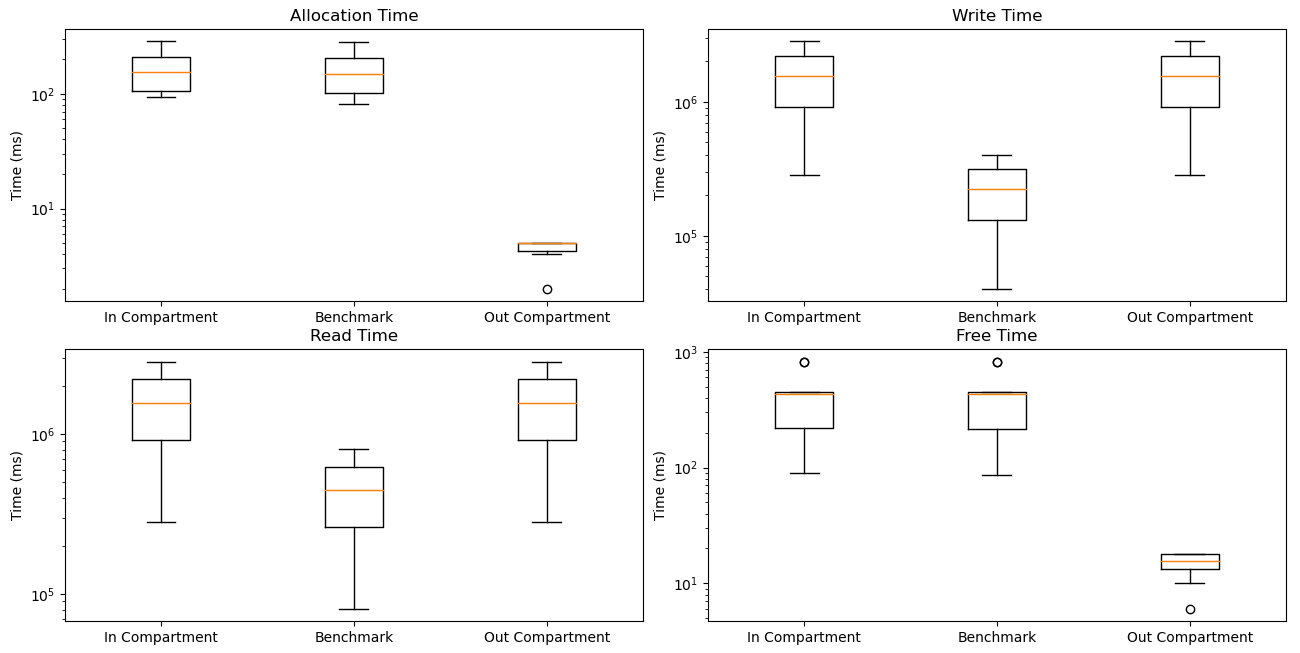 Allocation Time
Time (ms)
10²
10¹
In Compartment
Benchmark
Out Compartment
Write Time
Time (ms)
10⁶
10⁵
In Compartment
Benchmark
Out Compartment
Read Time
Time (ms)
10⁶
10⁵
In Compartment
Benchmark
Out Compartment
Free Time
Time (ms)
10³
10²
10¹
In Compartment
Benchmark
Out Compartment